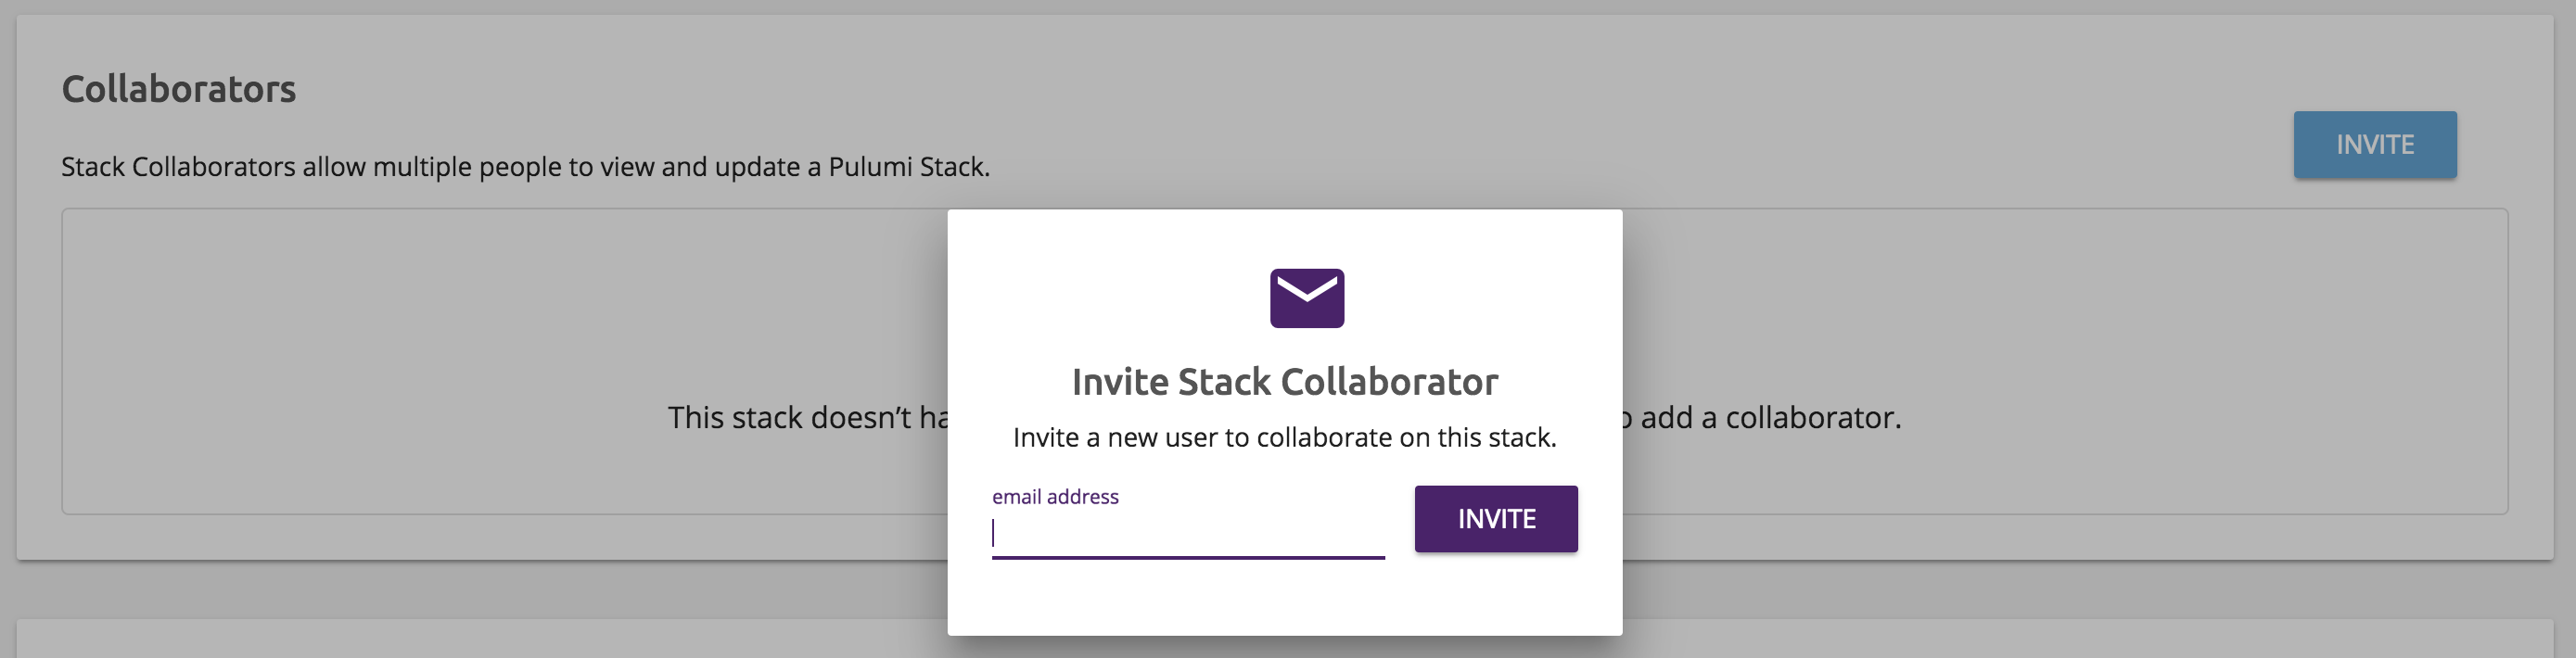 Collaborators
INVITE
Stack Collaborators allow multiple people to view and update a Pulumi Stack.
This stack doesn’t ha
add a collaborator.
Invite Stack Collaborator
Invite a new user to collaborate on this stack.
email address
INVITE